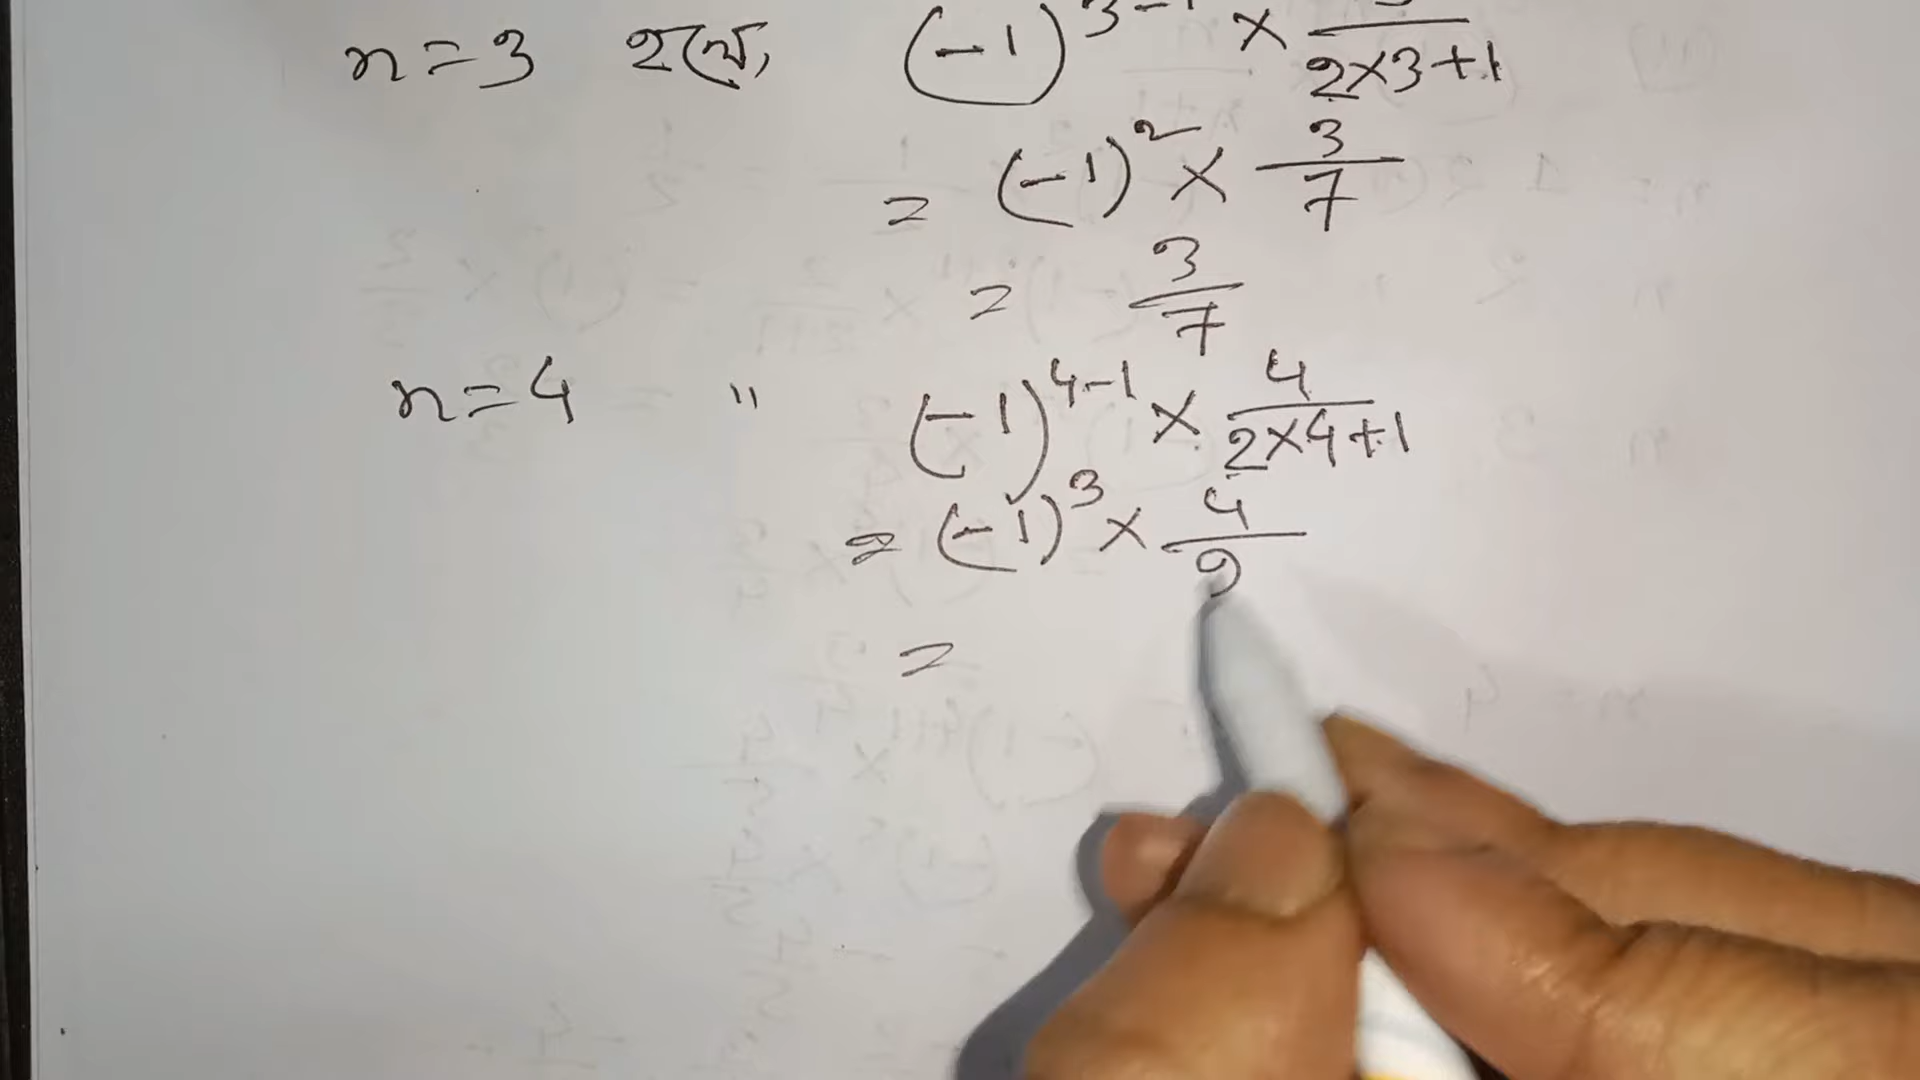 n=3 হলে, (-1)^{3-1} × 3/(2×3+1)
= (-1)^2 × 3/7
= 3/7
n=4 " (-1)^{4-1} × 4/(2×4+1)
= (-1)^3 × 4/9
=